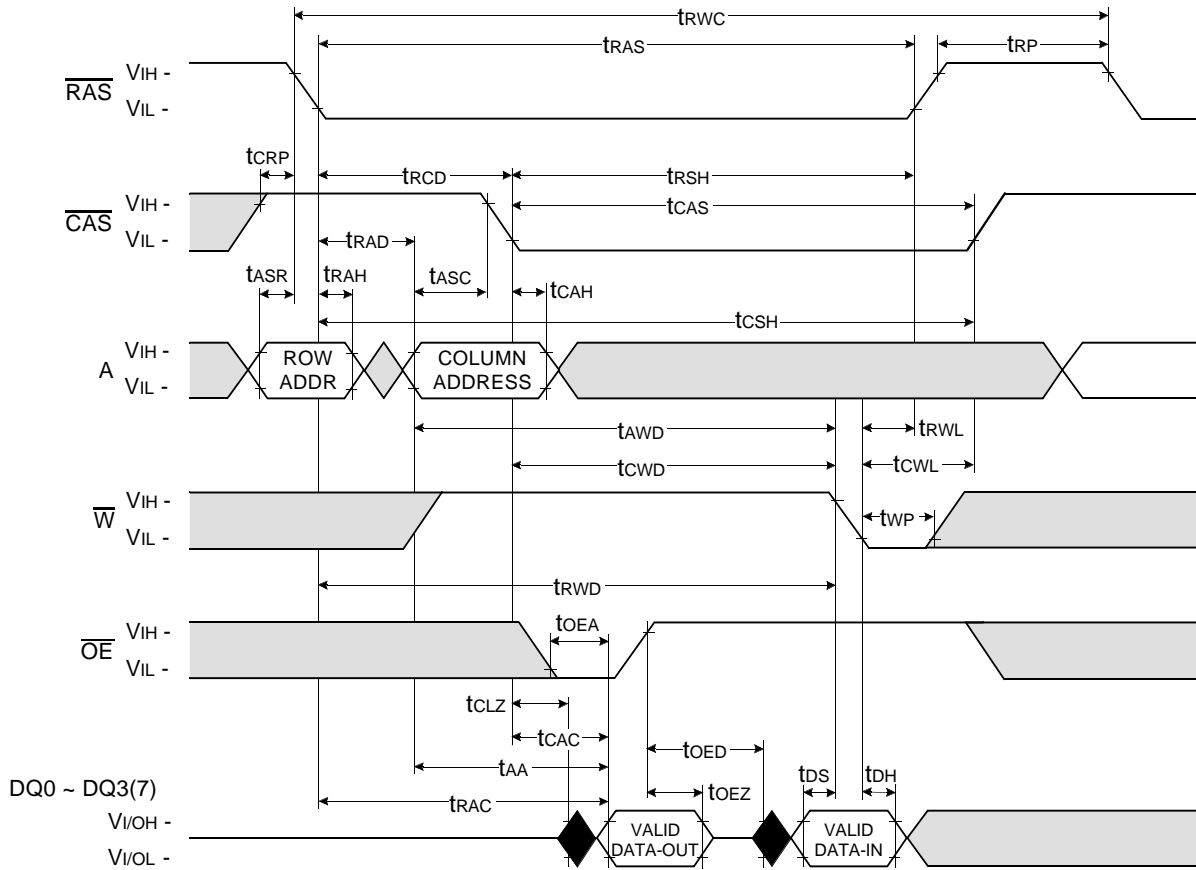 tRWC
tRAS
tRP
RAS
VIH -
VIL -
tCRP
tRCD
tRSH
CAS
VIH -
VIL -
tCAS
tRAD
tASR
tRAH
tASC
tCAH
tCSH
A
VIH -
VIL -
ROW
ADDR
COLUMN
ADDRESS
tAWD
tRWL
tCWD
tCWL
W
VIH -
VIL -
tWP
tRWD
OE
VIH -
VIL -
tOEA
tCLZ
tCAC
tOED
tAA
tOEZ
tDS
tDH
DQ0 ~ DQ3(7)
tRAC
VI/OH -
VI/OL -
VALID
DATA-OUT
VALID
DATA-IN